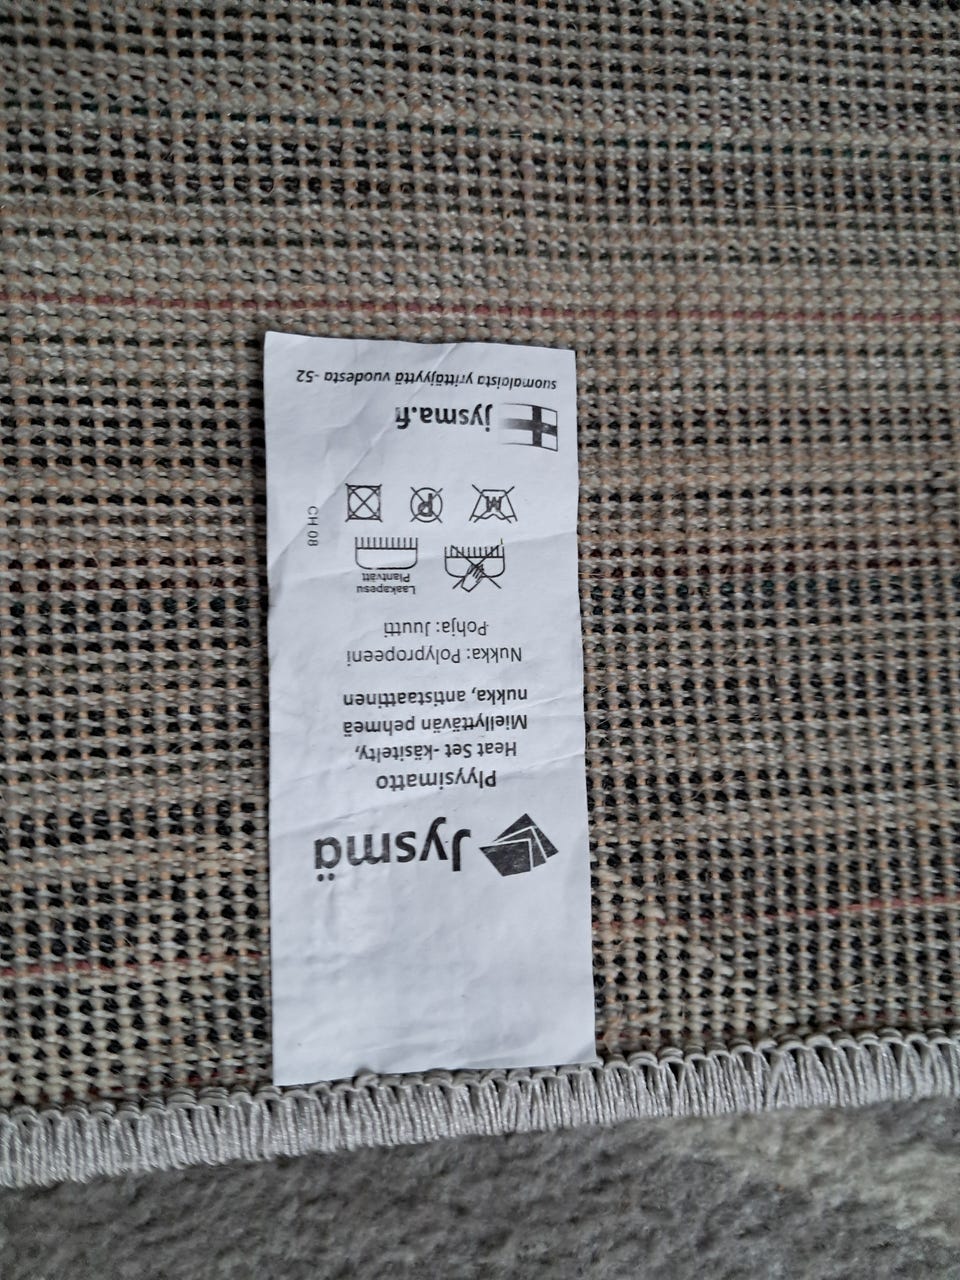 Jysmä
Plyysimatto
Heat Set -käsitelty,
Miellyttävän pehmeä
nukka, antistaattinen
Nukka: Polypropeeni
Pohja: Juutti
Laakapesu
Plantvätt
M P
CH 08
jysma.fi
suomalaista yrittäjyyttä vuodesta -52